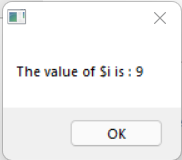 The value of $i is : 9
OK